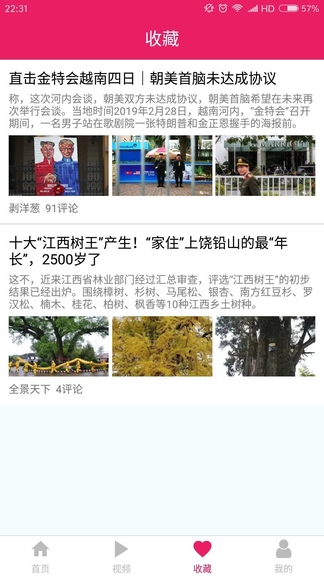 22:31
57%
收藏
直击金特会越南四日｜朝美首脑未达成协议
称，这次河内会谈，朝美双方未达成协议，朝美首脑希望在未来再
次举行会谈。当地时间2019年2月28日，越南河内，“金特会”召开
期间，一名男子站在歌剧院一张特朗普和金正恩握手的海报前。
剥洋葱 91评论
十大“江西树王”产生！“家住”上饶铅山的最“年
长”，2500岁了
这不，近来江西省林业部门经过汇总审查，评选“江西树王”的初步
结果已经出炉。围绕樟树、杉树、马尾松、银杏、南方红豆杉、罗
汉松、楠木、桂花、柏树、枫香等10种江西乡土树种。
全景天下 4评论
首页 视频 收藏 我的